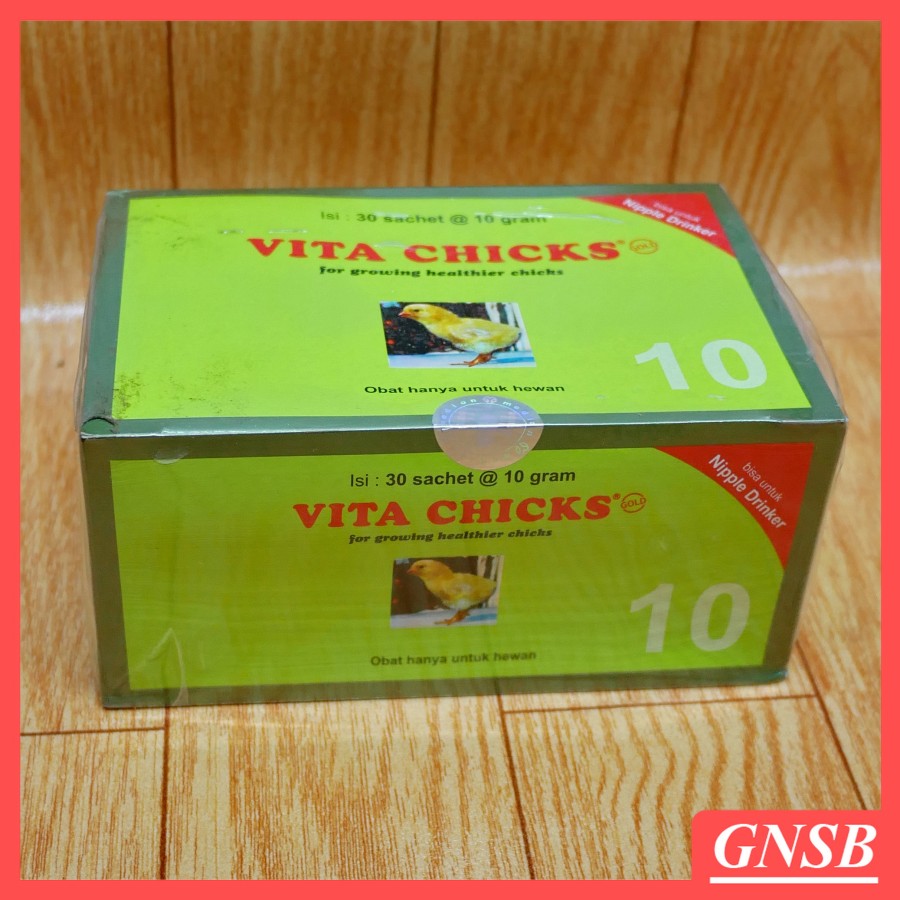 Isi : 30 sachet @ 10 gram
VITA CHICKS® GOLD
for growing healthier chicks
bisa untuk
Nipple Drinker
10
Obat hanya untuk hewan
Isi : 30 sachet @ 10 gram
VITA CHICKS® GOLD
for growing healthier chicks
bisa untuk
Nipple Drinker
10
Obat hanya untuk hewan
GNSB